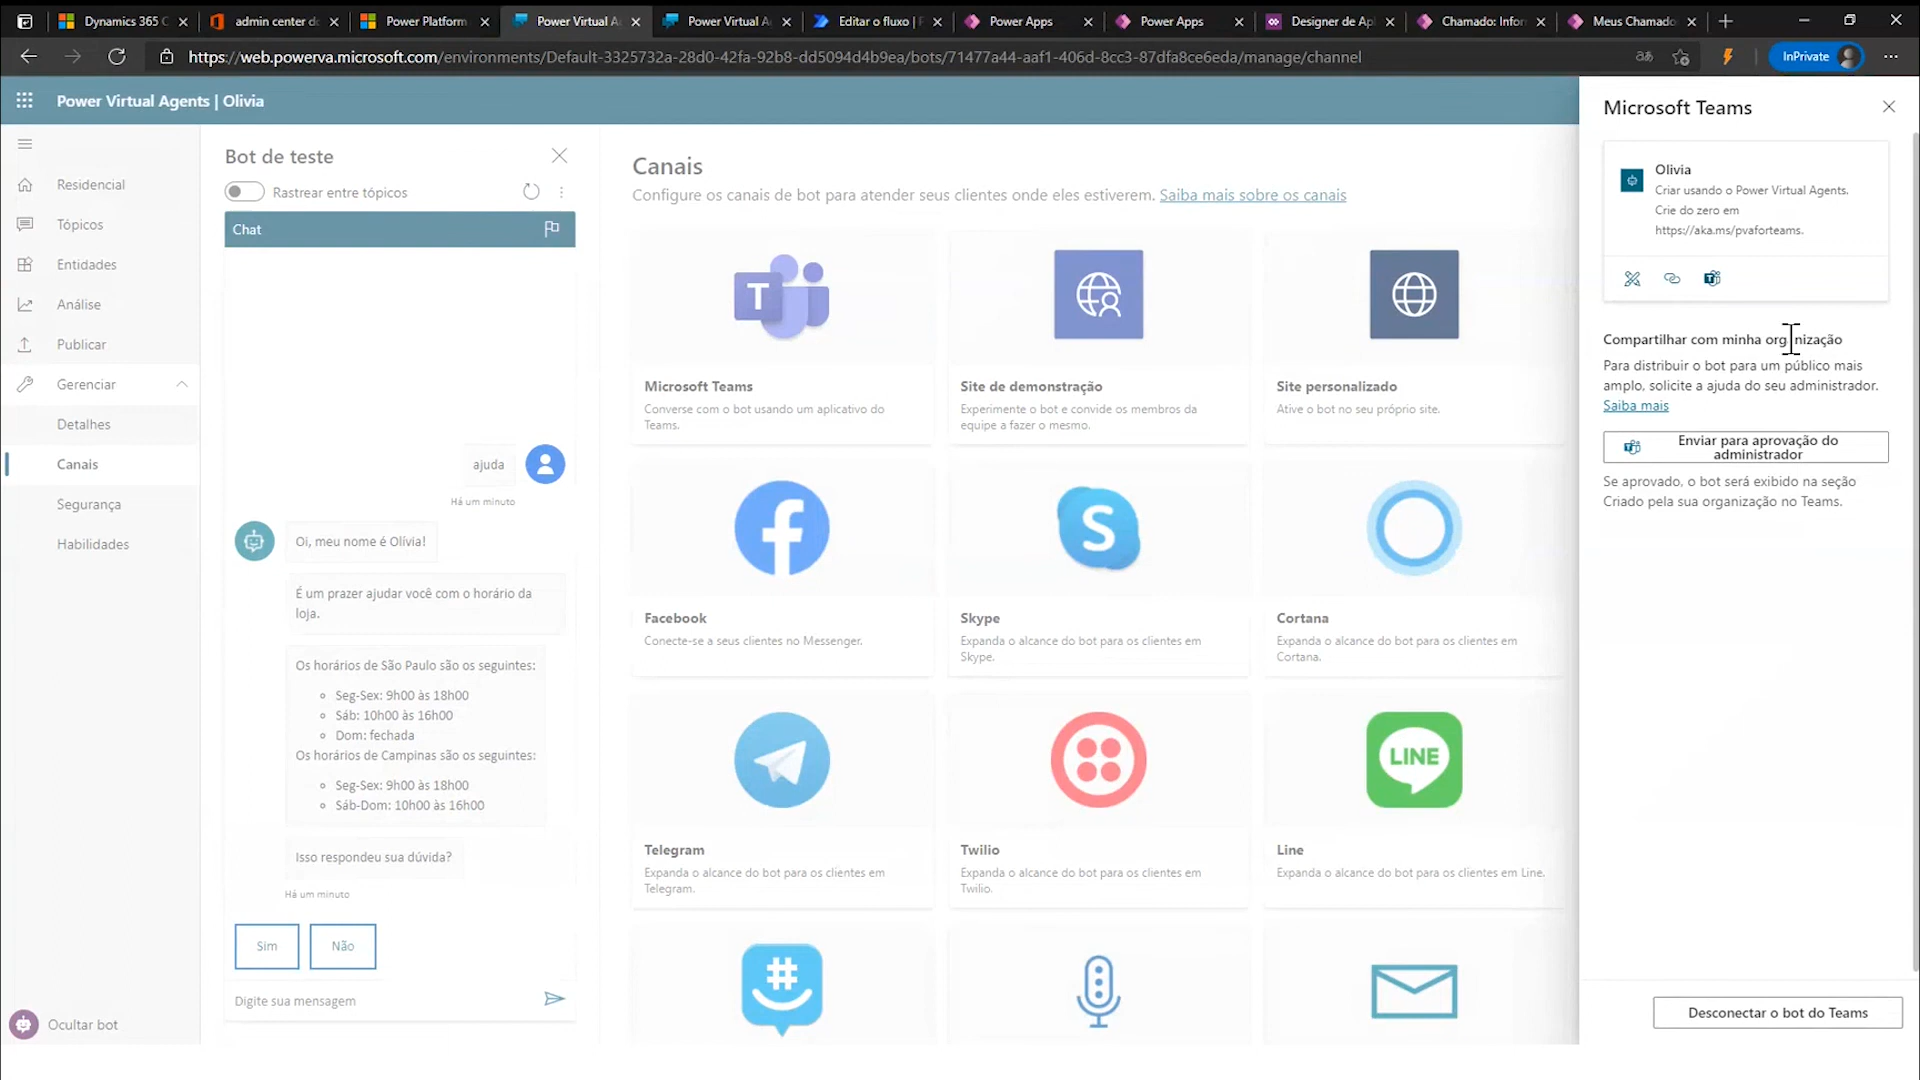 Dynamics 365 C
admin center do
Power Platform
Power Virtual A
Power Virtual A
Editar o fluxo | P
Power Apps
Power Apps
Designer de Apl
Chamado: Infor
Meus Chamado
https://web.powerva.microsoft.com/environments/Default-3325732a-28d0-42fa-92b8-dd5094d4b9ea/bots/71477a44-aaf1-406d-8cc3-87dfa8ce6eda/manage/channel
InPrivate
Power Virtual Agents | Olivia
Residencial
Tópicos
Entidades
Análise
Publicar
Gerenciar
Detalhes
Canais
Segurança
Habilidades
Ocultar bot
Bot de teste
Rastrear entre tópicos
Chat
ajuda
Há um minuto
Oi, meu nome é Olívia!
É um prazer ajudar você com o horário da
loja.
Os horários de São Paulo são os seguintes:
Seg-Sex: 9h00 às 18h00
Sáb: 10h00 às 16h00
Dom: fechada
Os horários de Campinas são os seguintes:
Seg-Sex: 9h00 às 18h00
Sáb-Dom: 10h00 às 16h00
Isso respondeu sua dúvida?
Há um minuto
Sim
Não
Digite sua mensagem
Canais
Configure os canais de bot para atender seus clientes onde eles estiverem. Saiba mais sobre os canais
T
Microsoft Teams
Converse com o bot usando um aplicativo do
Teams.
Site de demonstração
Experimente o bot e convide os membros da
equipe a fazer o mesmo.
Site personalizado
Ative o bot no seu próprio site.
Facebook
Conecte-se a seus clientes no Messenger.
S
Skype
Expanda o alcance do bot para os clientes em
Skype.
Cortana
Expanda o alcance do bot para os clientes em
Cortana.
Telegram
Expanda o alcance do bot para os clientes em
Telegram.
Twilio
Expanda o alcance do bot para os clientes em
Twilio.
LINE
Line
Expanda o alcance do bot para os clientes em Line.
#
Microsoft Teams
Olivia
Criar usando o Power Virtual Agents.
Crie do zero em
https://aka.ms/pvaforteams.
Compartilhar com minha organização
Para distribuir o bot para um público mais
amplo, solicite a ajuda do seu administrador.
Saiba mais
Enviar para aprovação do
administrador
Se aprovado, o bot será exibido na seção
Criado pela sua organização no Teams.
Desconectar o bot do Teams